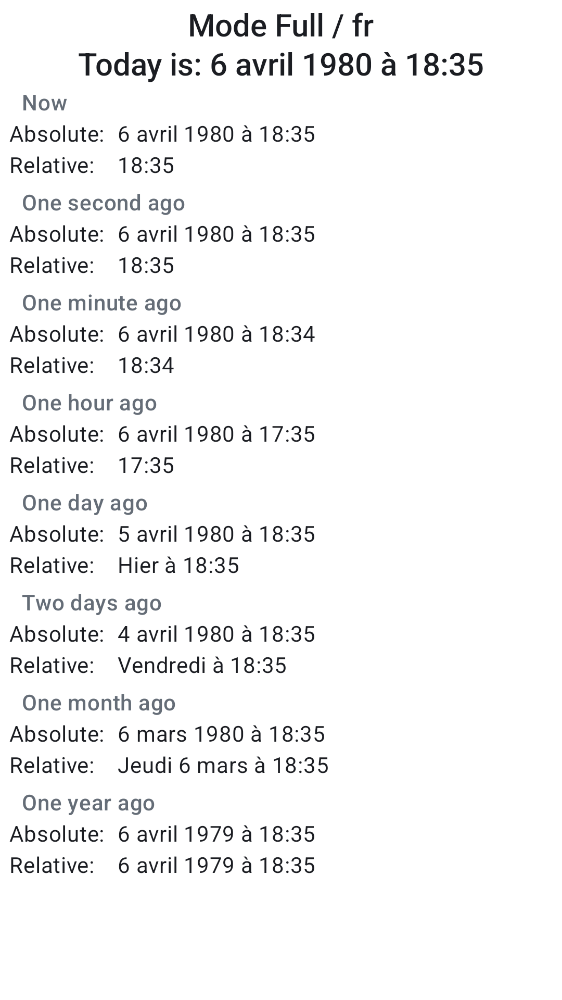 Mode Full / fr
Today is: 6 avril 1980 à 18:35
Now
Absolute: 6 avril 1980 à 18:35
Relative: 18:35
One second ago
Absolute: 6 avril 1980 à 18:35
Relative: 18:35
One minute ago
Absolute: 6 avril 1980 à 18:34
Relative: 18:34
One hour ago
Absolute: 6 avril 1980 à 17:35
Relative: 17:35
One day ago
Absolute: 5 avril 1980 à 18:35
Relative: Hier à 18:35
Two days ago
Absolute: 4 avril 1980 à 18:35
Relative: Vendredi à 18:35
One month ago
Absolute: 6 mars 1980 à 18:35
Relative: Jeudi 6 mars à 18:35
One year ago
Absolute: 6 avril 1979 à 18:35
Relative: 6 avril 1979 à 18:35